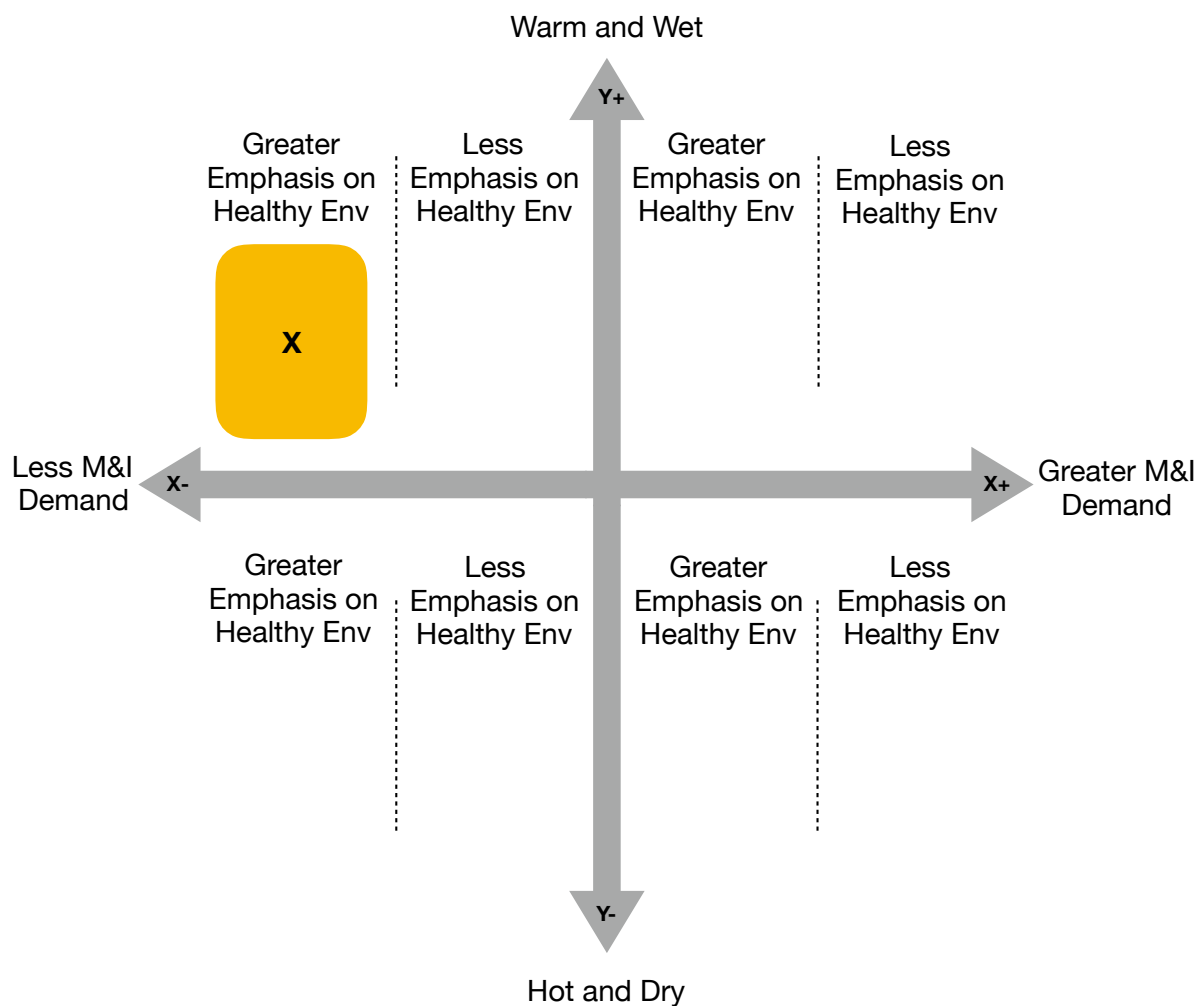 Warm and Wet
Y+
Greater
Emphasis on
Healthy Env
Less
Emphasis on
Healthy Env
Greater
Emphasis on
Healthy Env
Less
Emphasis on
Healthy Env
X
Less M&I
Demand
X-
X+
Greater M&I
Demand
Greater
Emphasis on
Healthy Env
Less
Emphasis on
Healthy Env
Greater
Emphasis on
Healthy Env
Less
Emphasis on
Healthy Env
Y-
Hot and Dry